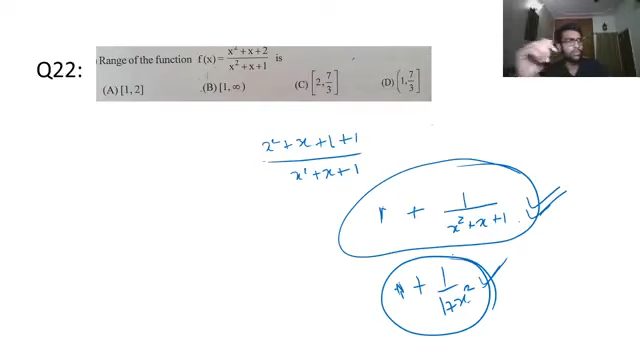 Q22:
Range of the function f(x) = (x² + x + 2)/(x² + x + 1) is
(A) [1, 2] (B) [1, ∞) (C) [2, 7/3] (D) (1, 7/3]
(x² + x + 1 + 1)/(x² + x + 1)
1 + 1/(x² + x + 1)
1 + 1/(1+x²)